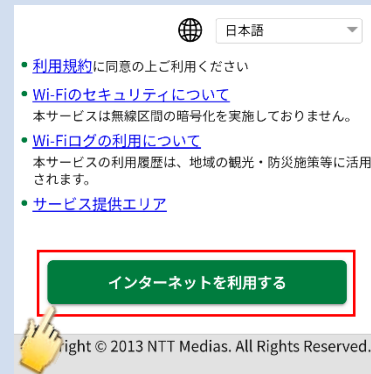 日本語
利用規約に同意の上ご利用ください
Wi-Fiのセキュリティについて
本サービスは無線区間の暗号化を実施しておりません。
Wi-Fiログの利用について
本サービスの利用履歴は、地域の観光・防災施策等に活用
されます。
サービス提供エリア
インターネットを利用する
right © 2013 NTT Medias. All Rights Reserved.